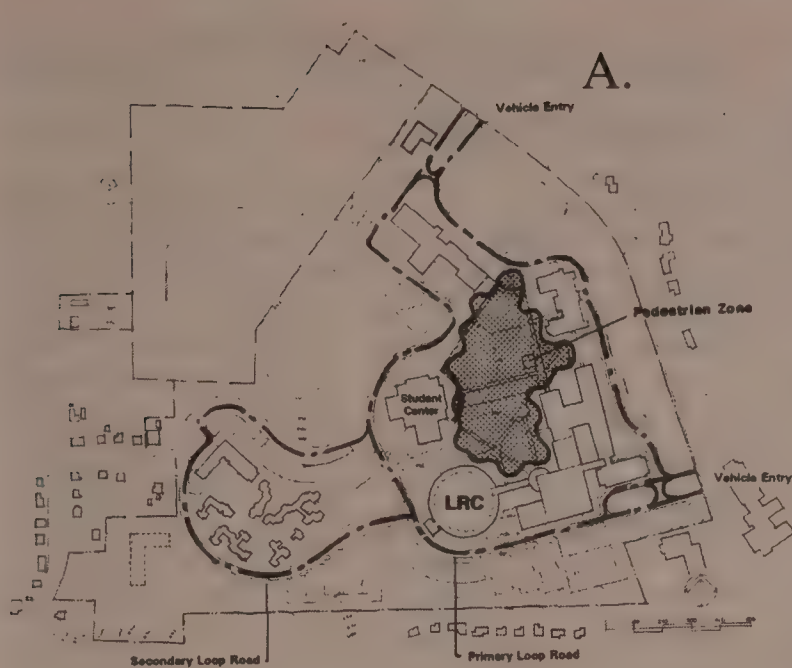 A.
Vehicle Entry
Pedestrian Zone
Student
Center
LRC
Vehicle Entry
Secondary Loop Road
Primary Loop Road